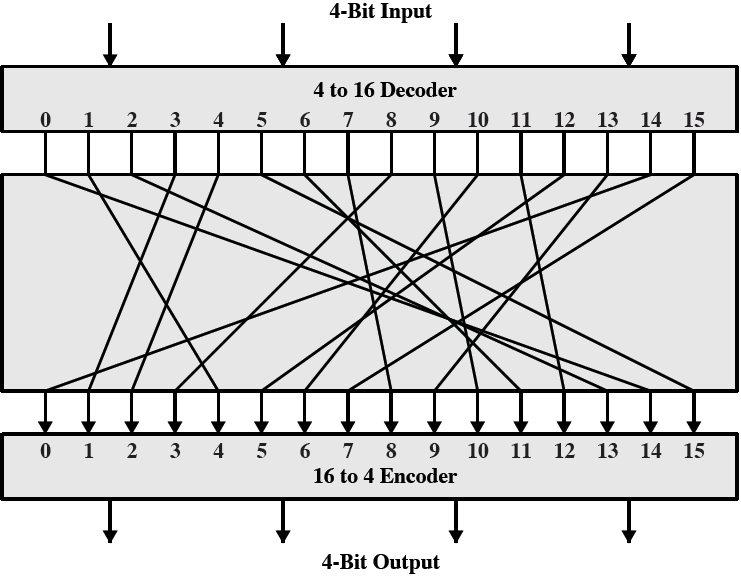 4-Bit Input
4 to 16 Decoder
0 1 2 3 4 5 6 7 8 9 10 11 12 13 14 15
0 1 2 3 4 5 6 7 8 9 10 11 12 13 14 15
16 to 4 Encoder
4-Bit Output